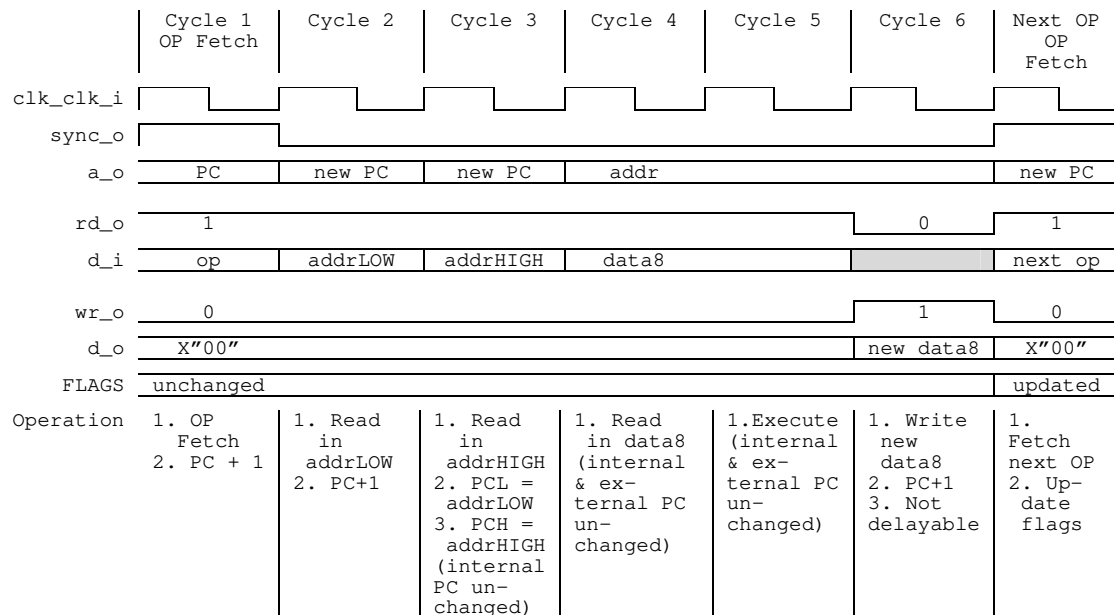 Cycle 1 Cycle 2 Cycle 3 Cycle 4 Cycle 5 Cycle 6 Next OP
OP Fetch OP
Fetch
clk_clk_i
sync_o
a_o PC new PC new PC addr new PC
rd_o 1 0 1
d_i op addrLOW addrHIGH data8 next op
wr_o 0 1 0
d_o X"00" new data8 X"00"
FLAGS unchanged updated
Operation
1. OP
Fetch
2. PC + 1
1. Read
in
addrLOW
2. PC+1
1. Read
in
addrHIGH
2. PCL =
addrLOW
3. PCH =
addrHIGH
(internal
PC un-
changed)
1. Read
in data8
(internal
& ex-
ternal PC
un-
changed)
1.Execute
(internal
& ex-
ternal PC
un-
changed)
1. Write
new
data8
2. PC+1
3. Not
delayable
1.
Fetch
next OP
2. Up-
date
flags